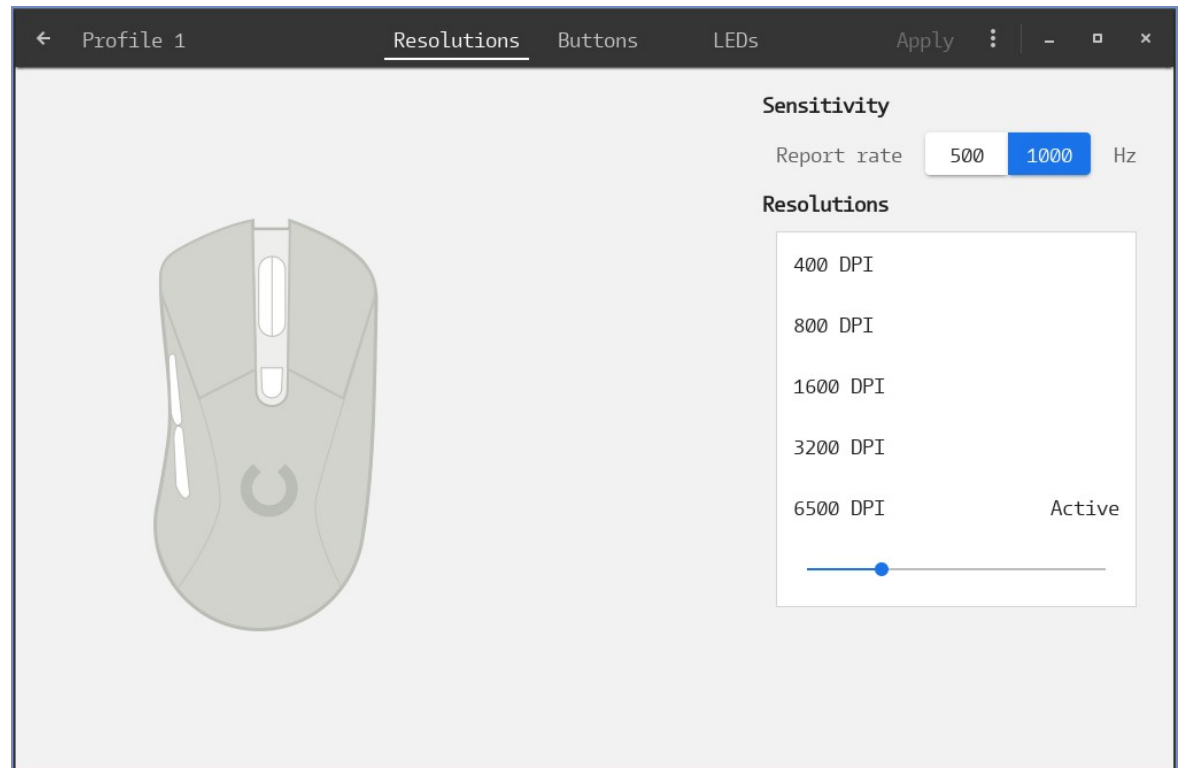 Profile 1 Resolutions Buttons LEDs Apply
Sensitivity
Report rate 500 1000 Hz
Resolutions
400 DPI
800 DPI
1600 DPI
3200 DPI
6500 DPI Active